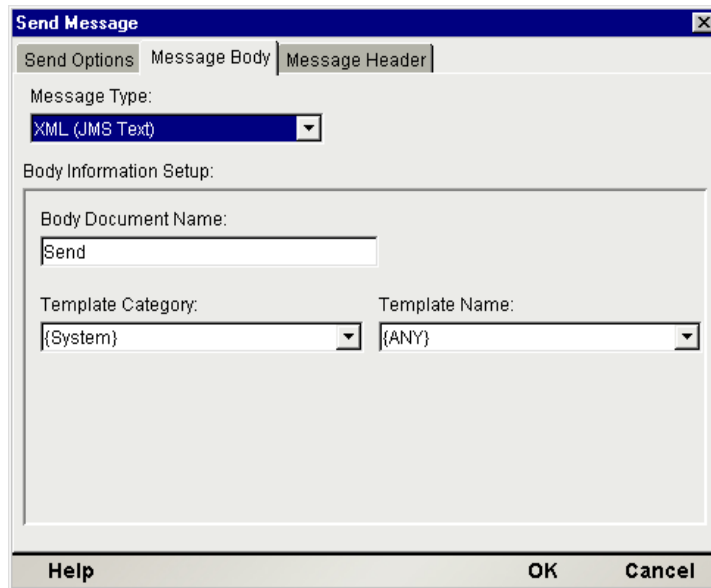 Send Message
Send Options Message Body Message Header
Message Type:
XML (JMS Text)
Body Information Setup:
Body Document Name:
Send
Template Category: Template Name:
{System} {ANY}
Help OK Cancel